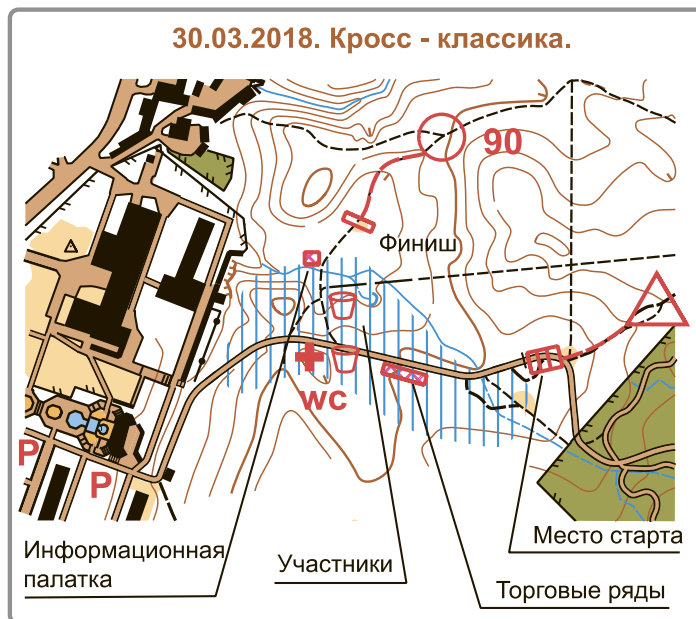 30.03.2018. Кросс - классика.
90
Финиш
wc
P
P
Информационная
палатка
Участники
Место старта
Торговые ряды